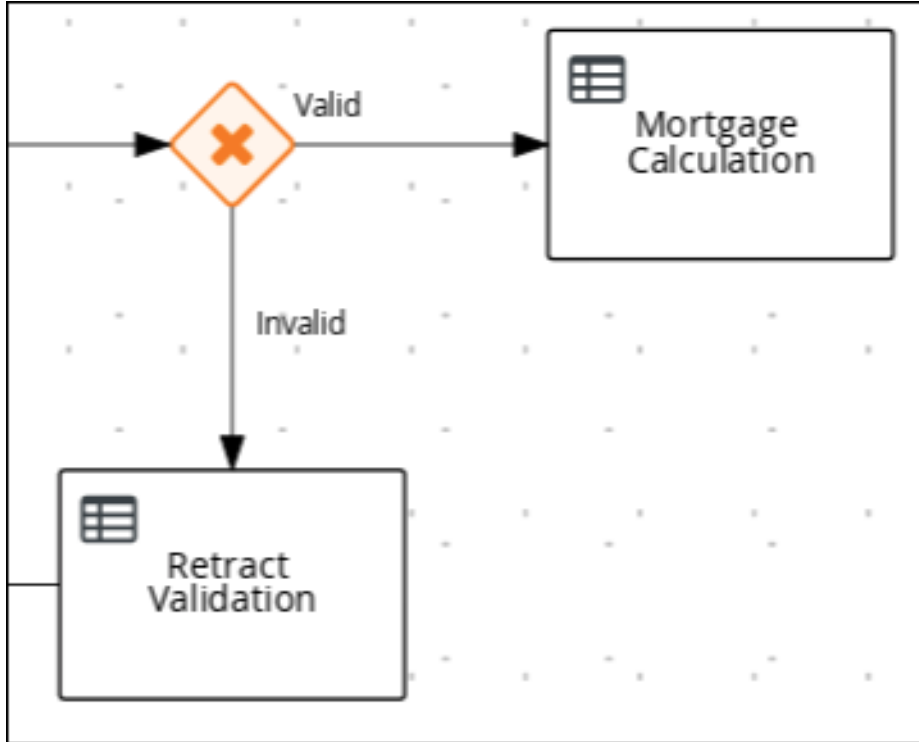 Valid
Mortgage
Calculation
Invalid
Retract
Validation